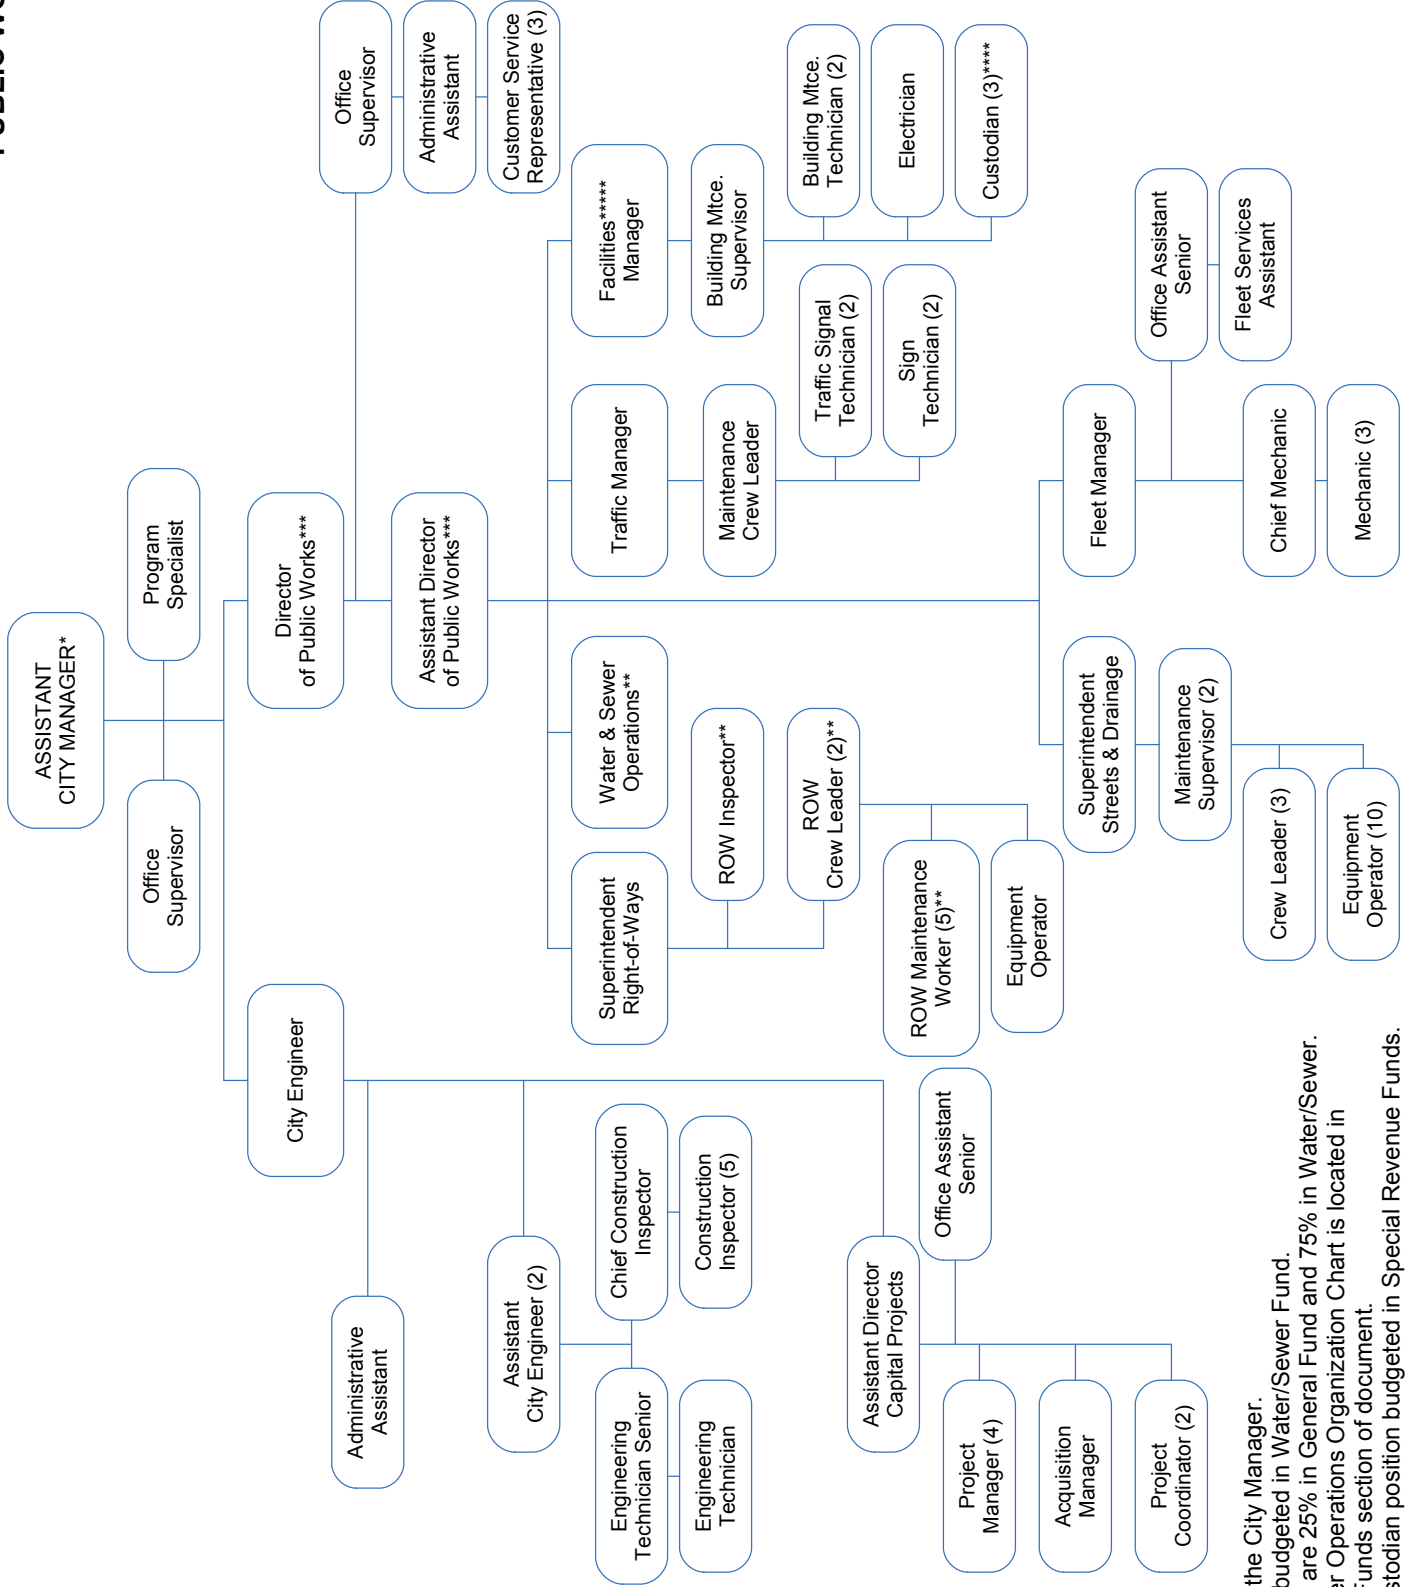 ASSISTANT
CITY MANAGER*
Office
Supervisor
Program
Specialist
City Engineer
Director
of Public Works***
Office
Supervisor
Administrative
Assistant
Customer Service
Representative (3)
Assistant Director
of Public Works***
Administrative
Assistant
Assistant
City Engineer (2)
Engineering
Technician Senior
Engineering
Technician
Chief Construction
Inspector
Construction
Inspector (5)
Assistant Director
Capital Projects
Office Assistant
Senior
Project
Manager (4)
Acquisition
Manager
Project
Coordinator (2)
Superintendent
Right-of-Ways
ROW Inspector**
ROW
Crew Leader (2)**
ROW Maintenance
Worker (5)**
Equipment
Operator
Water & Sewer
Operations**
Traffic Manager
Maintenance
Crew Leader
Traffic Signal
Technician (2)
Sign
Technician (2)
Facilities*****
Manager
Building Mtce.
Supervisor
Building Mtce.
Technician (2)
Electrician
Custodian (3)****
Superintendent
Streets & Drainage
Maintenance
Supervisor (2)
Crew Leader (3)
Equipment
Operator (10)
Fleet Manager
Office Assistant
Senior
Fleet Services
Assistant
Chief Mechanic
Mechanic (3)
the City Manager.
budgeted in Water/Sewer Fund.
are 25% in General Fund and 75% in Water/Sewer.
Operations Organization Chart is located in
Funds section of document.
position budgeted in Special Revenue Funds.